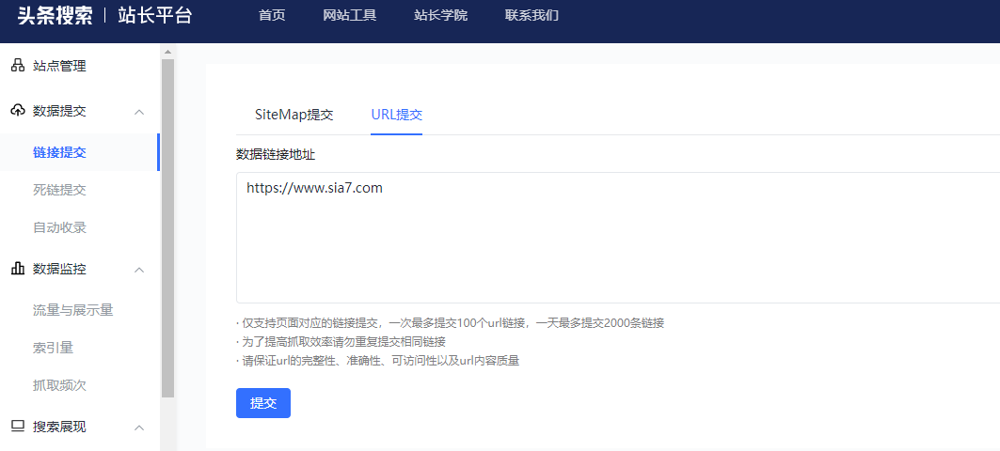 头条搜索 | 站长平台 首页 网站工具 站长学院 联系我们
站点管理
数据提交
链接提交
死链提交
自动收录
数据监控
流量与展示量
索引量
抓取频次
搜索展现
SiteMap提交 URL提交
数据链接地址
https://www.sia7.com
· 仅支持页面对应的链接提交，一次最多提交100个url链接，一天最多提交2000条链接
· 为了提高抓取效率请勿重复提交相同链接
· 请保证url的完整性、准确性、可访问性以及url内容质量
提交